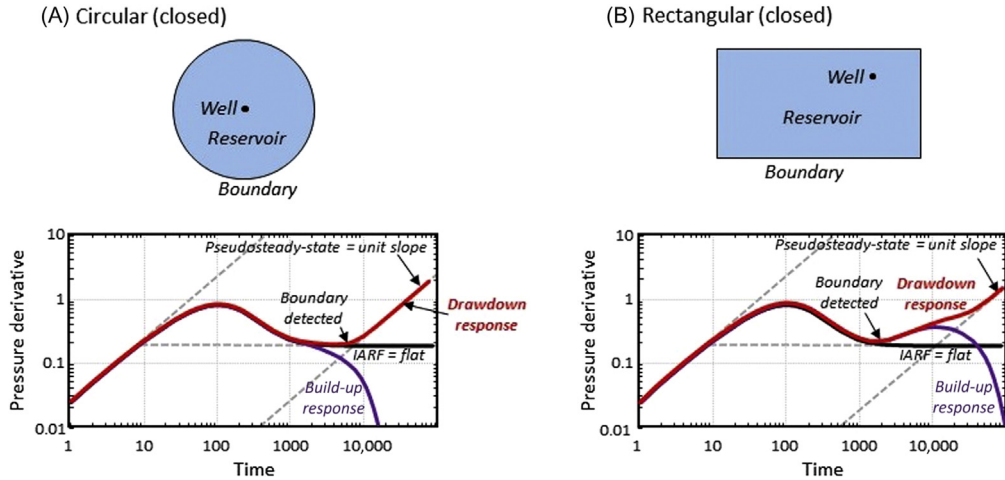 (A) Circular (closed)
Well
Reservoir
Boundary
10
1
0.1
0.01
Pressure derivative
Pseudosteady-state = unit slope
Boundary
detected
Drawdown
response
IARF = flat
Build-up
response
1
10
100
1000
10,000
Time
(B) Rectangular (closed)
Well
Reservoir
Boundary
10
1
0.1
0.01
Pressure derivative
Pseudosteady-state = unit slope
Boundary
detected
Drawdown
response
IARF = flat
Build-up
response
1
10
100
1000
10,000
Time